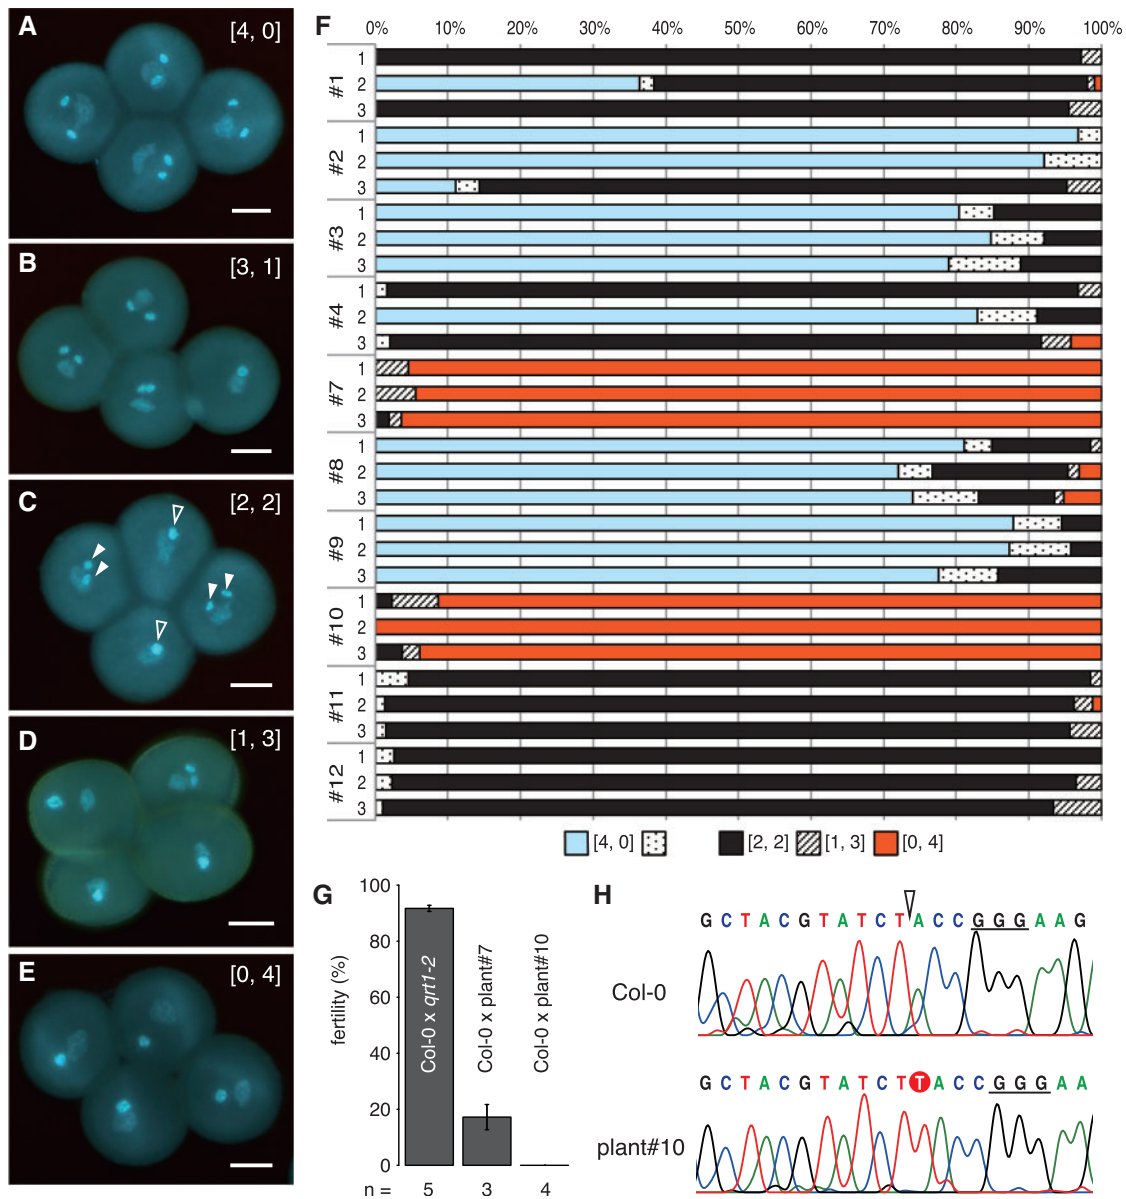 A [4, 0]
B [3, 1]
C [2, 2]
D [1, 3]
E [0, 4]
F 0% 10% 20% 30% 40% 50% 60% 70% 80% 90% 100%
#1 1
2
3
#2 1
2
3
#3 1
2
3
#4 1
2
3
#7 1
2
3
#8 1
2
3
#9 1
2
3
#10 1
2
3
#11 1
2
3
#12 1
2
3
[4, 0] [2, 2] [1, 3] [0, 4]
G
fertility (%)
100
80
60
40
20
0
Col-0 x qrt1-2
Col-0 x plant#7
Col-0 x plant#10
n = 5 3 4
H
G C T A C G T A T C T A C C G G G A A G
Col-0
G C T A C G T A T C T T A C C G G G A A
plant#10